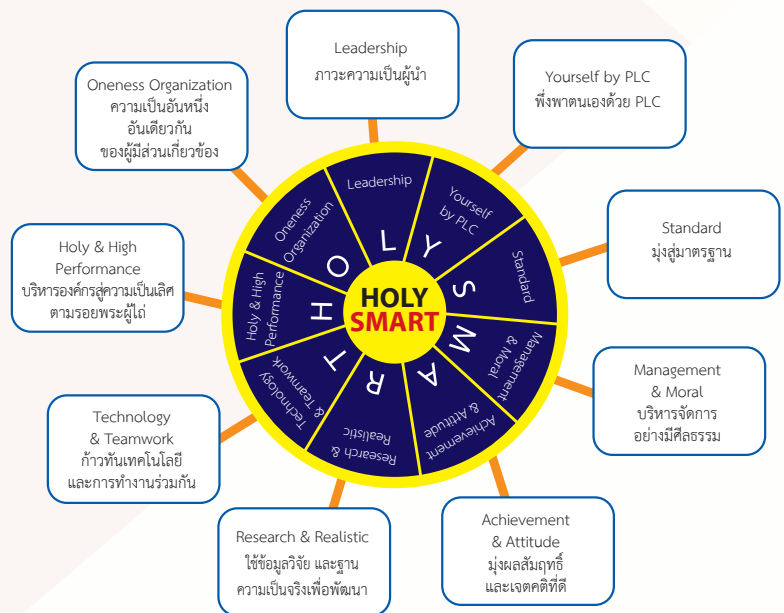 Leadership
ภาวะความเป็นผู้นำ
Yourself by PLC
พึ่งพาตนเองด้วย PLC
Standard
มุ่งสู่มาตรฐาน
Management
& Moral
บริหารจัดการ
อย่างมีศีลธรรม
Achievement
& Attitude
มุ่งผลสัมฤทธิ์
และเจตคติที่ดี
Research & Realistic
ใช้ข้อมูลวิจัย และฐาน
ความเป็นจริงเพื่อพัฒนา
Technology
& Teamwork
ก้าวทันเทคโนโลยี
และการทำงานร่วมกัน
Holy & High
Performance
บริหารองค์กรสู่ความเป็นเลิศ
ตามรอยพระผู้ไถ่
Oneness Organization
ความเป็นอันหนึ่ง
อันเดียวกัน
ของผู้มีส่วนเกี่ยวข้อง
Holy & High
Performance
H
Oneness
Organization
O
Leadership
L
Yourself
by PLC
Y
Standard
S
Management
& Moral
M
Achievement
& Attitude
A
Research &
Realistic
R
Technology
& Teamwork
T
HOLY
SMART